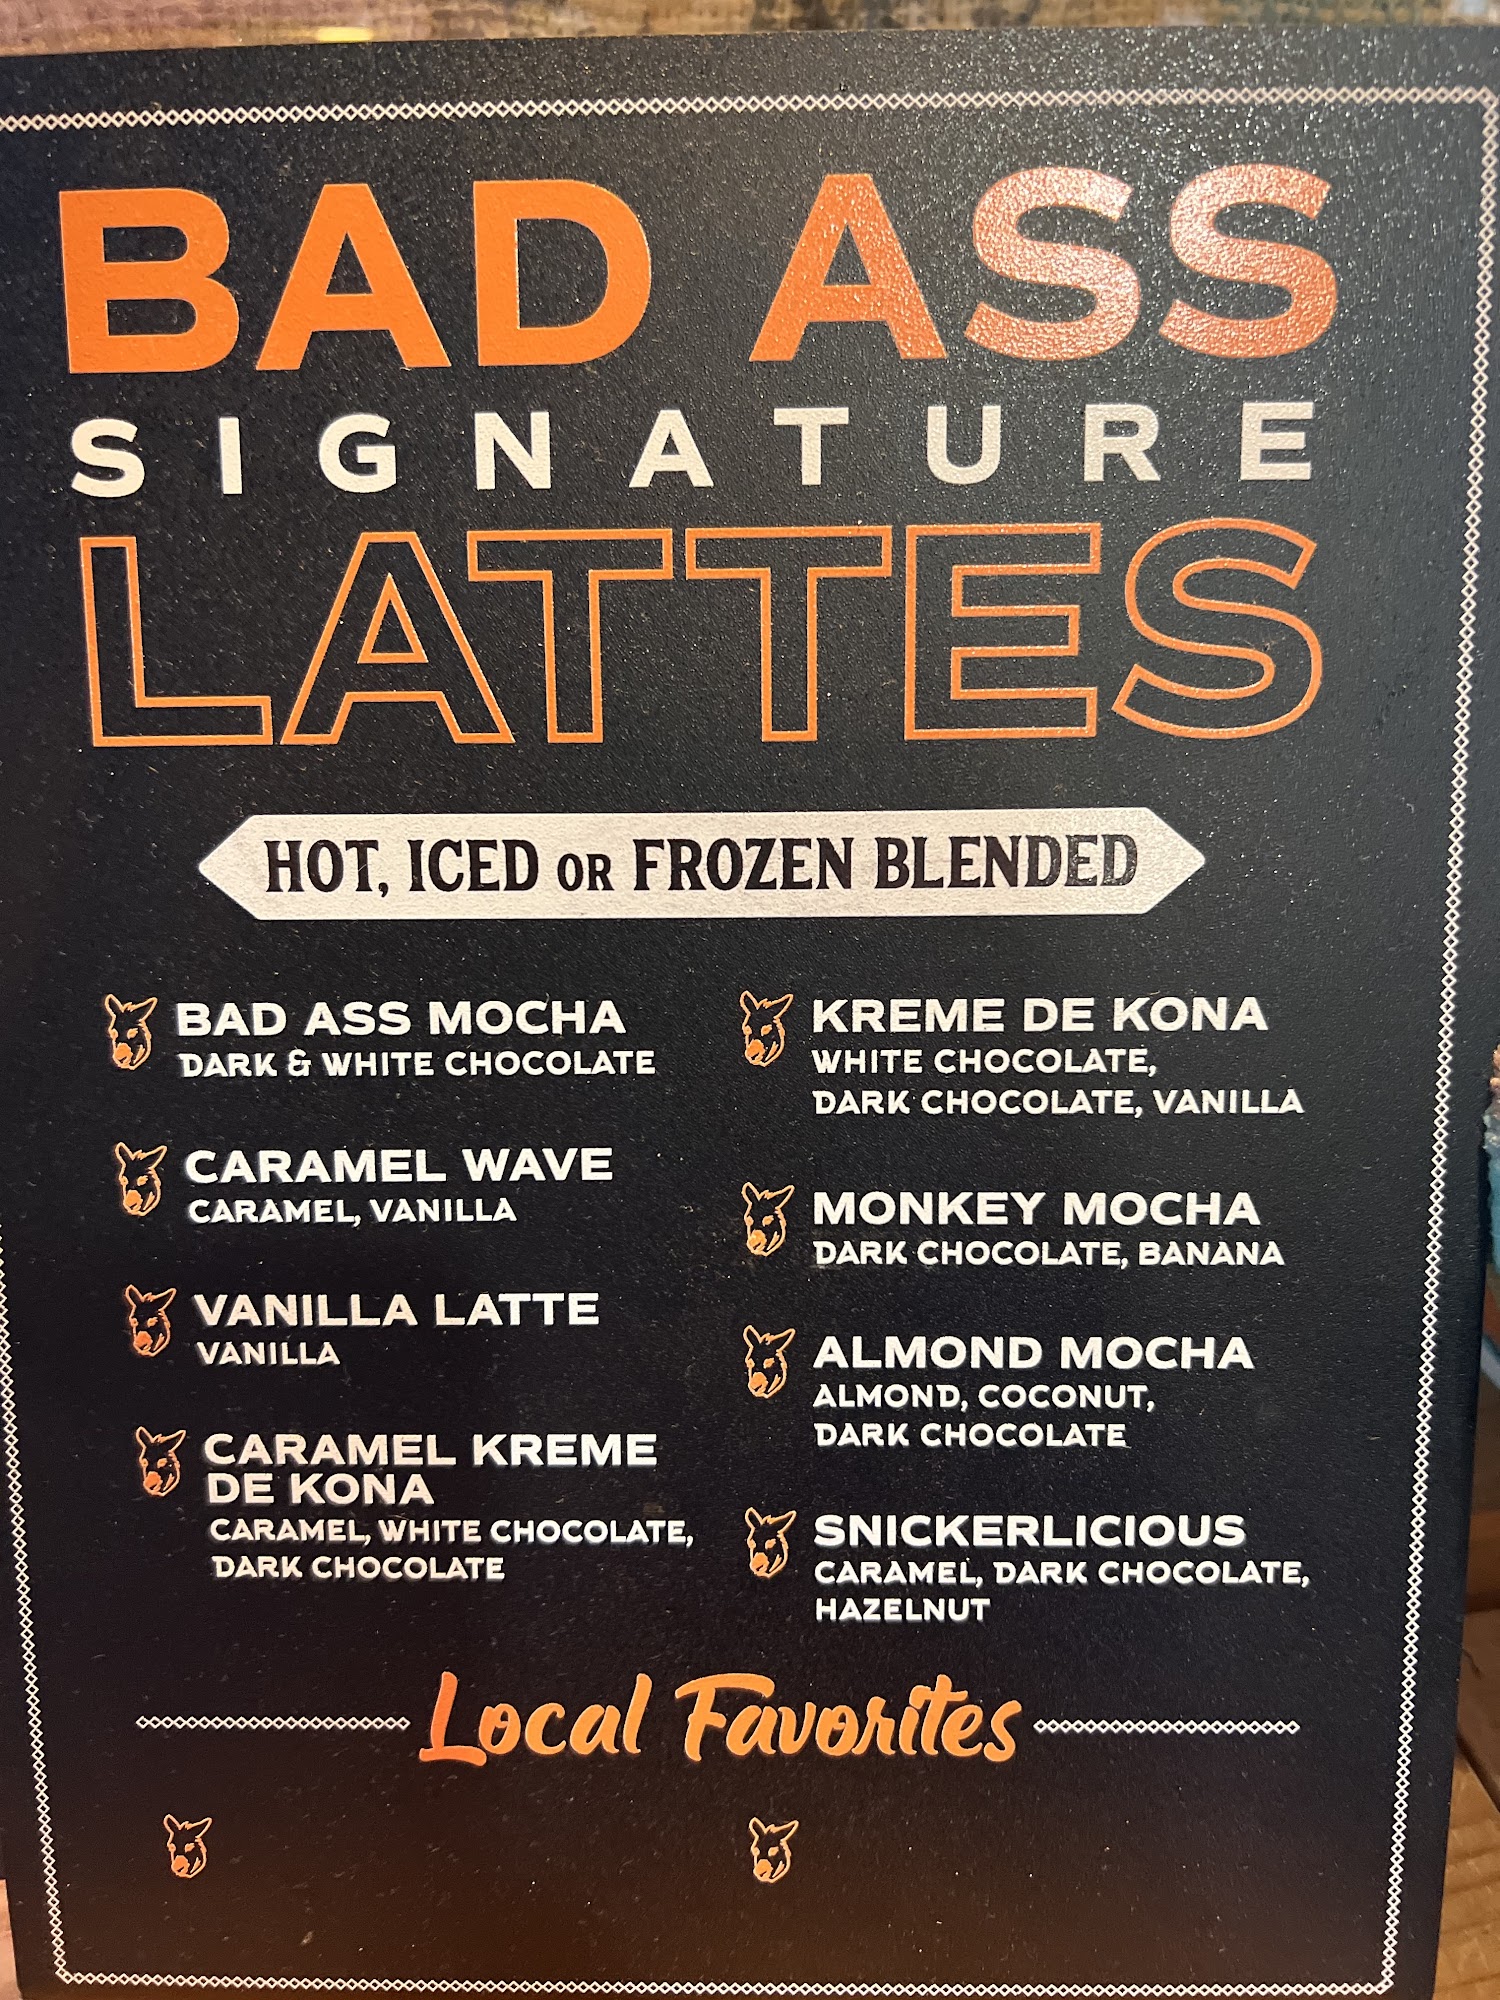 BAD ASS
SIGNATURE
LATTES
HOT, ICED OR FROZEN BLENDED
BAD ASS MOCHA
DARK & WHITE CHOCOLATE
CARAMEL WAVE
CARAMEL, VANILLA
VANILLA LATTE
VANILLA
CARAMEL KREME
DE KONA
CARAMEL, WHITE CHOCOLATE,
DARK CHOCOLATE
KREME DE KONA
WHITE CHOCOLATE,
DARK CHOCOLATE, VANILLA
MONKEY MOCHA
DARK CHOCOLATE, BANANA
ALMOND MOCHA
ALMOND, COCONUT,
DARK CHOCOLATE
SNICKERLICIOUS
CARAMEL, DARK CHOCOLATE,
HAZELNUT
Local Favorites